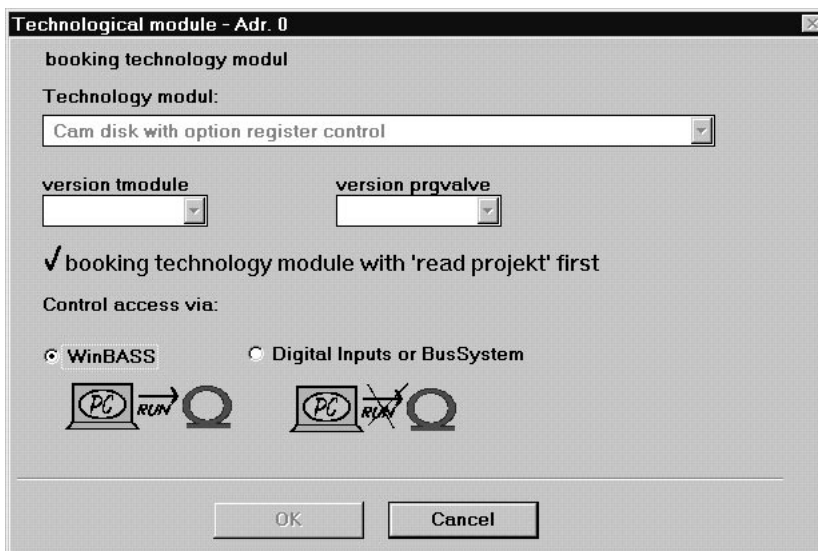 Technological module - Adr. 0
booking technology modul
Technology modul:
Cam disk with option register control
version tmodule version prgvalve
booking technology module with 'read projekt' first
Control access via:
WinBASS Digital Inputs or BusSystem
PC RUN PC RUN
OK Cancel